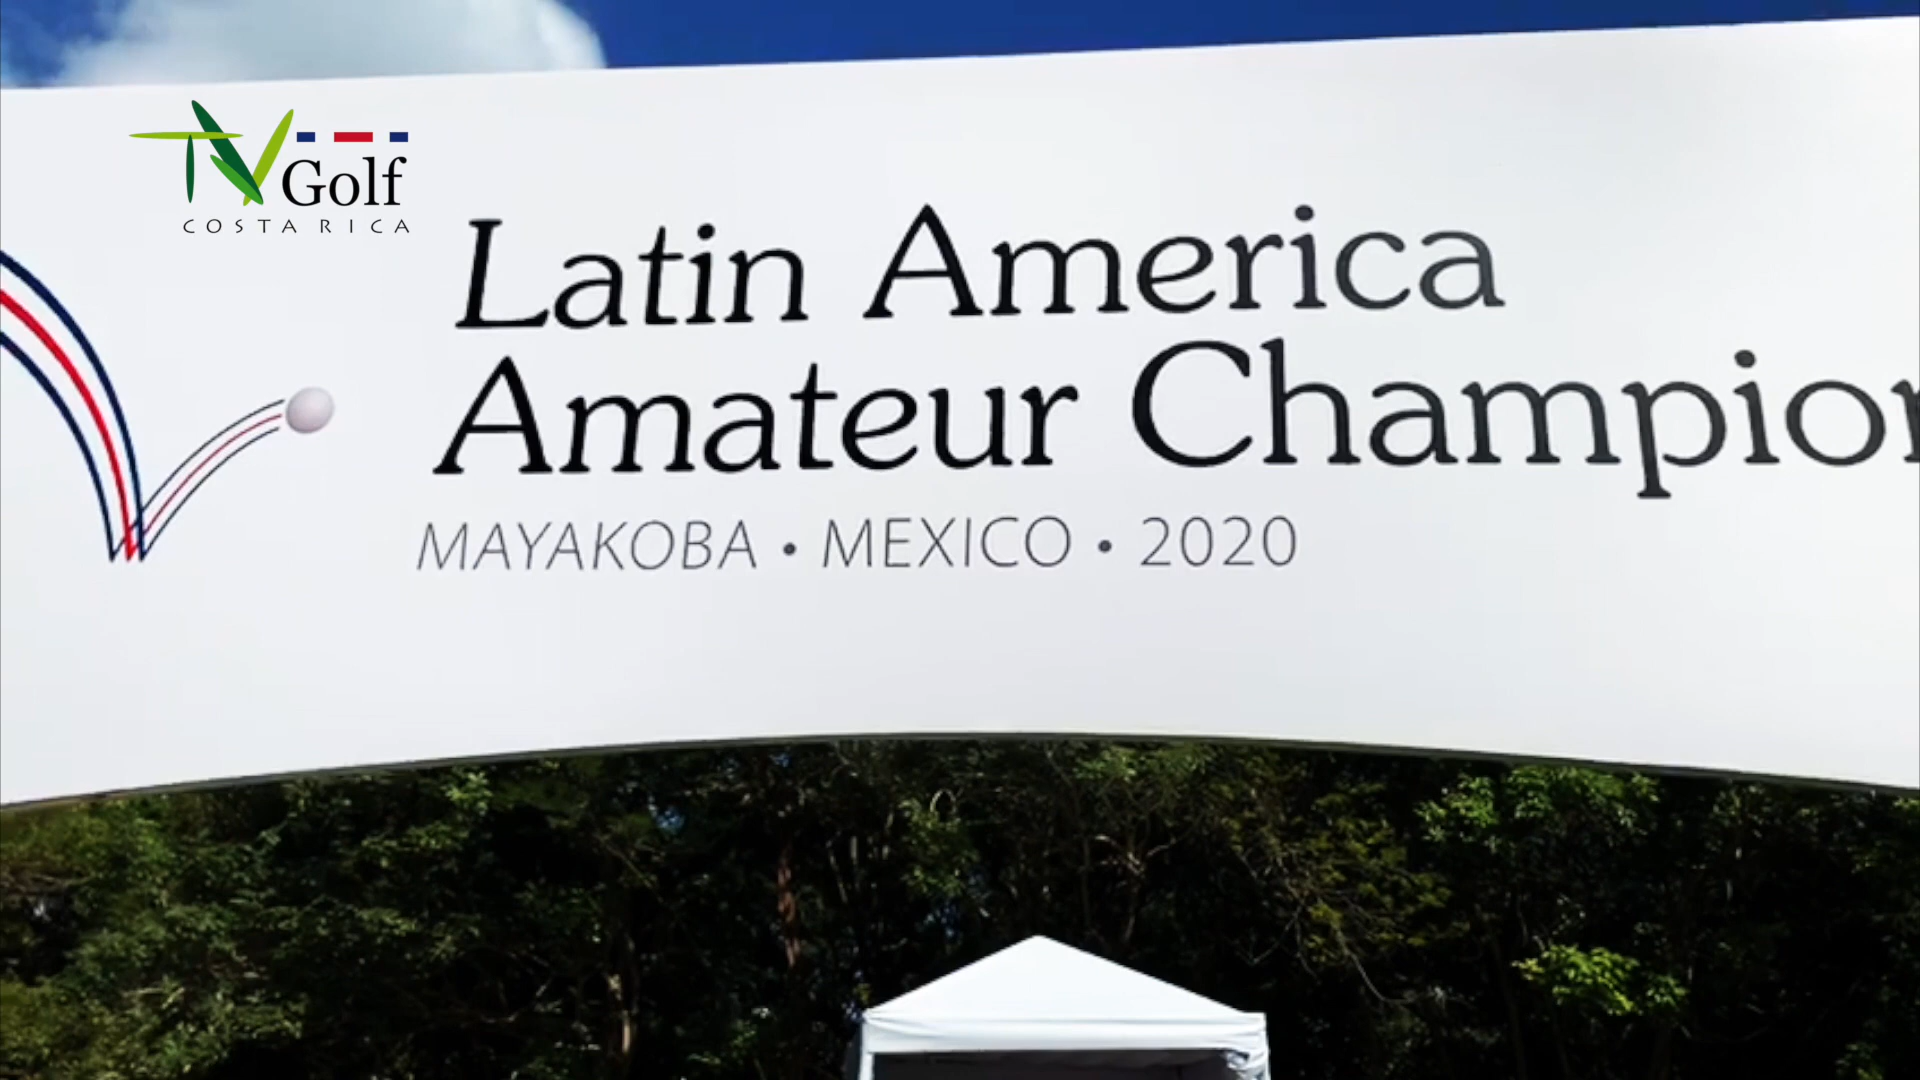 TV Golf
COSTA RICA
Latin America
Amateur Champion
MAYAKOBA • MEXICO • 2020